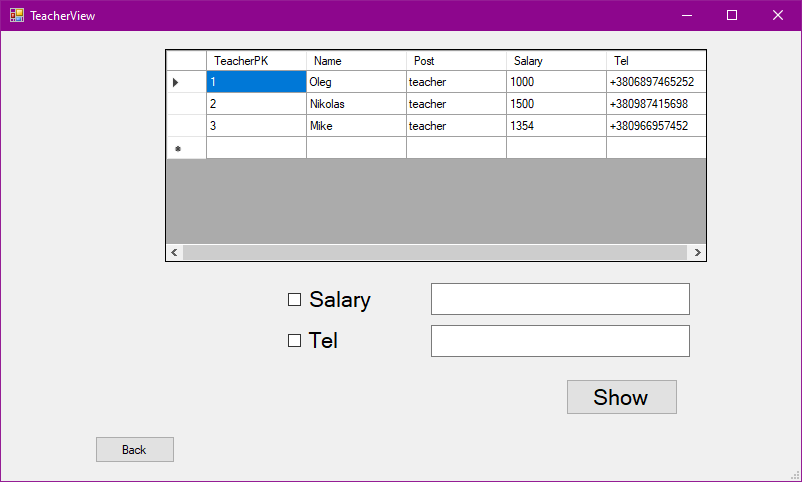 TeacherView
TeacherPK Name Post Salary Tel
1 Oleg teacher 1000 +3806897465252
2 Nikolas teacher 1500 +380987415698
3 Mike teacher 1354 +380966957452
Salary
Tel
Show
Back